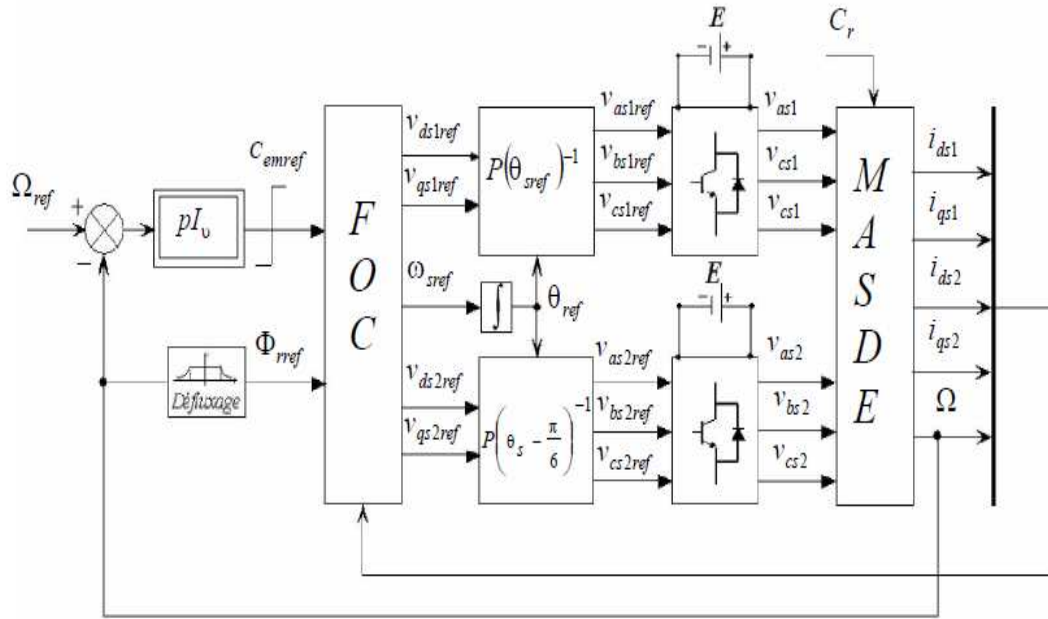 Ω_ref
+
−
pI_υ
C_emref
Φ_rref
Défluxage
F
O
C
v_ds1ref
v_qs1ref
ω_sref
v_ds2ref
v_qs2ref
P(θ_sref)^−1
∫
θ_ref
P(θ_s − π/6)^−1
v_as1ref
v_bs1ref
v_cs1ref
v_as2ref
v_bs2ref
v_cs2ref
E
− +
E
− +
v_as1
v_cs1
v_cs1
v_as2
v_bs2
v_cs2
C_r
M
A
S
D
E
i_ds1
i_qs1
i_ds2
i_qs2
Ω